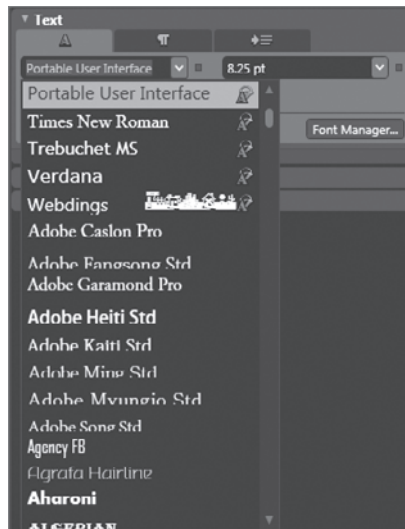 Text
A ¶
Portable User Interface 8.25 pt
Portable User Interface
Times New Roman
Font Manager...
Trebuchet MS
Verdana
Webdings
Adobe Caslon Pro
Adobe Fangsong Std
Adobe Garamond Pro
Adobe Heiti Std
Adobe Kaiti Std
Adobe Ming Std
Adobe Myungjo Std
Adobe Song Std
Agency FB
Agrafa Hairline
Aharoni
ALGERIAN